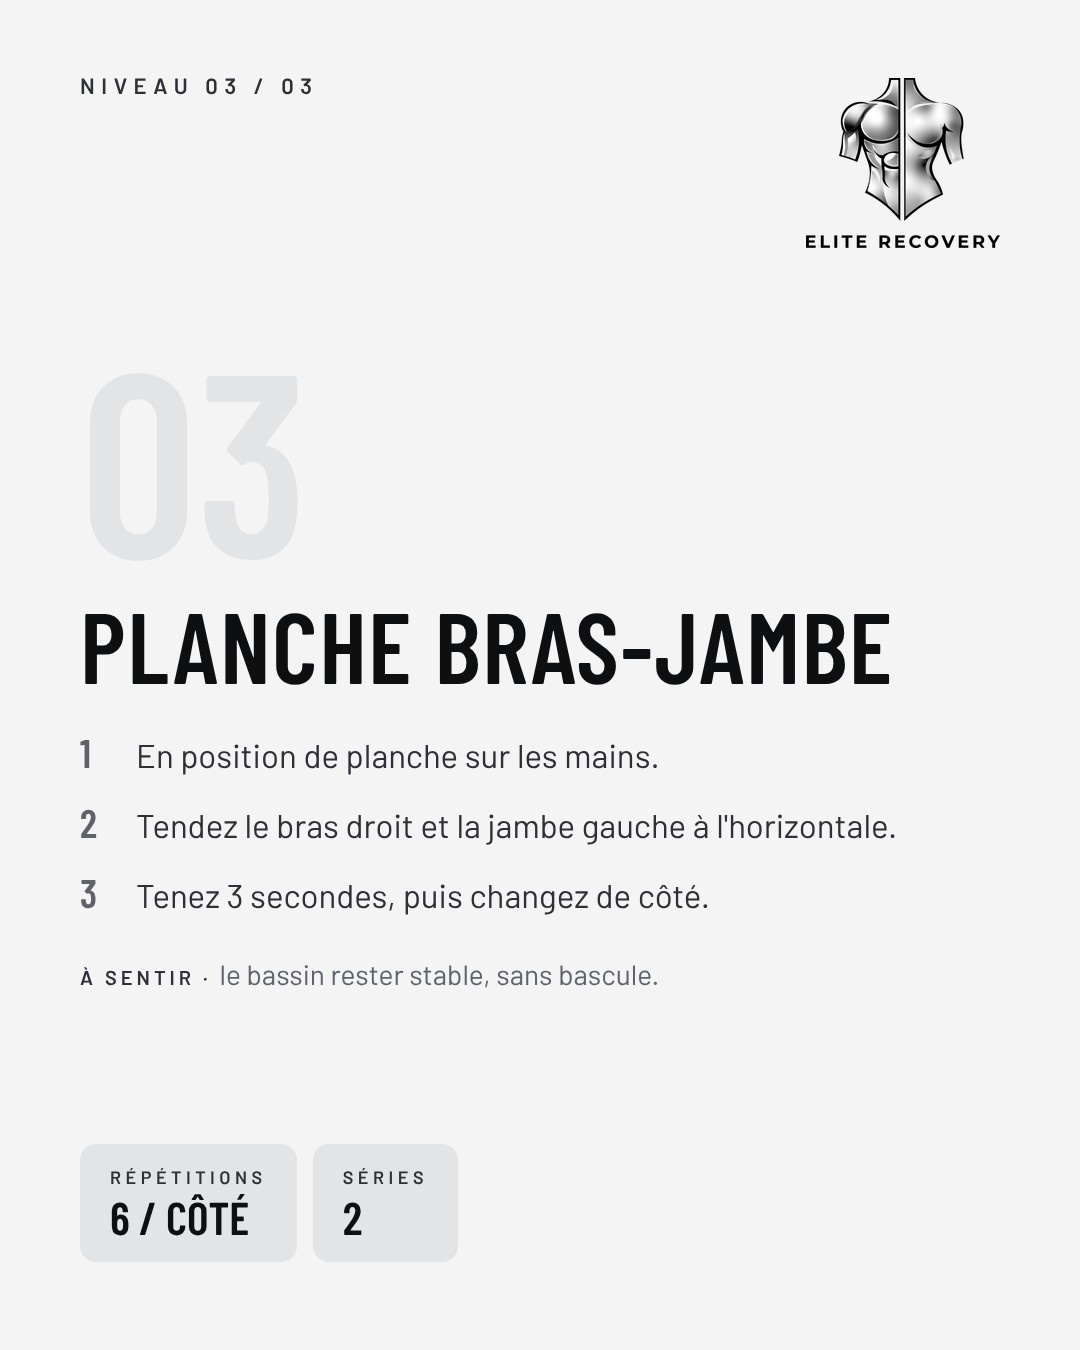 NIVEAU 03 / 03
ELITE RECOVERY
03
PLANCHE BRAS-JAMBE
1 En position de planche sur les mains.
2 Tendez le bras droit et la jambe gauche à l'horizontale.
3 Tenez 3 secondes, puis changez de côté.
À SENTIR · le bassin rester stable, sans bascule.
RÉPÉTITIONS
6 / CÔTÉ
SÉRIES
2